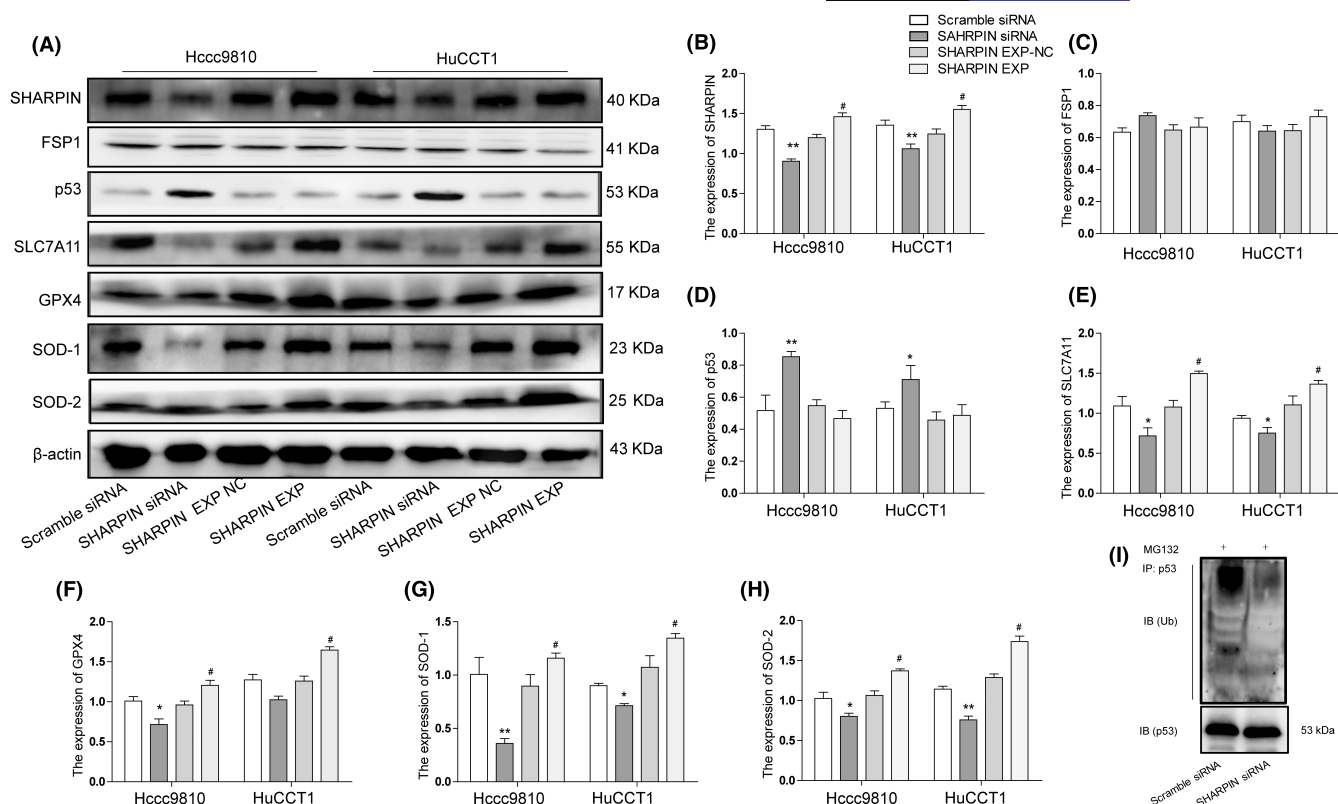 (A)
Hccc9810
HuCCT1
SHARPIN
40 KDa
FSP1
41 KDa
p53
53 KDa
SLC7A11
55 KDa
GPX4
17 KDa
SOD-1
23 KDa
SOD-2
25 KDa
β-actin
43 KDa
Scramble siRNA
SHARPIN siRNA
SHARPIN EXP NC
SHARPIN EXP
Scramble siRNA
SHARPIN siRNA
SHARPIN EXP NC
SHARPIN EXP
Scramble siRNA
SAHRPIN siRNA
SHARPIN EXP-NC
SHARPIN EXP
(B)
The expression of SHARPIN
2.0
1.5
1.0
0.5
0.0
**
#
**
#
Hccc9810
HuCCT1
(C)
The expression of FSP1
1.0
0.8
0.6
0.4
0.2
0.0
Hccc9810
HuCCT1
(D)
The expression of p53
1.0
0.8
0.6
0.4
0.2
0.0
**
*
Hccc9810
HuCCT1
(E)
The expression of SLC7A11
2.0
1.5
1.0
0.5
0.0
*
#
*
#
Hccc9810
HuCCT1
(F)
The expression of GPX4
2.0
1.5
1.0
0.5
0.0
*
#
#
Hccc9810
HuCCT1
(G)
The expression of SOD-1
1.5
1.0
0.5
0.0
**
#
*
#
Hccc9810
HuCCT1
(H)
The expression of SOD-2
2.0
1.5
1.0
0.5
0.0
*
#
**
#
Hccc9810
HuCCT1
(I)
MG132
+
+
IP: p53
IB (Ub)
IB (p53)
53 kDa
Scramble siRNA
SHARPIN siRNA